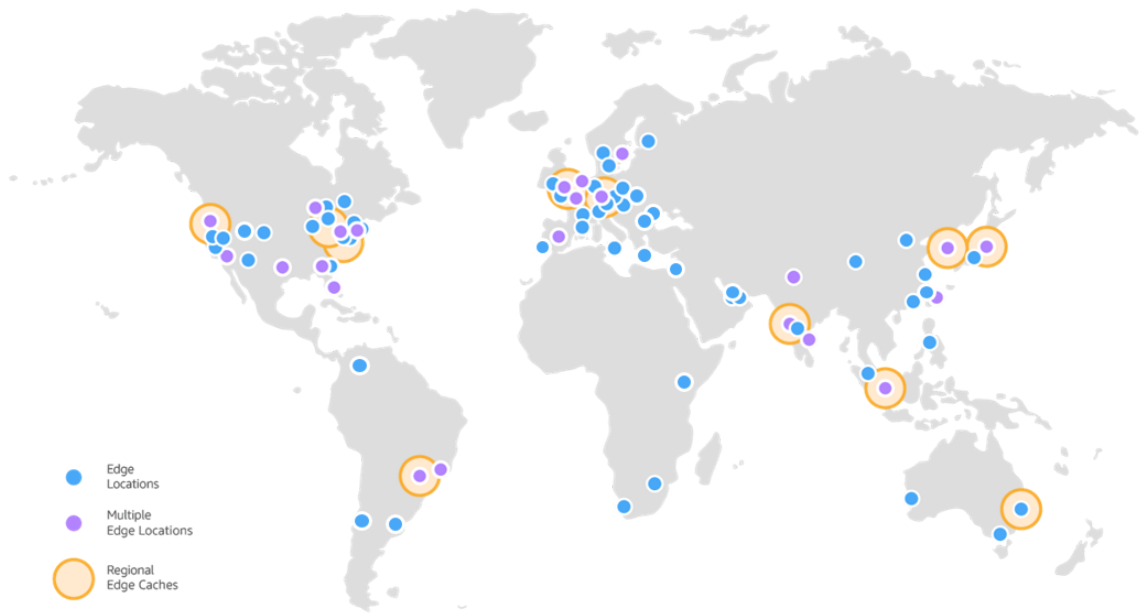 Edge
Locations
Multiple
Edge Locations
Regional
Edge Caches